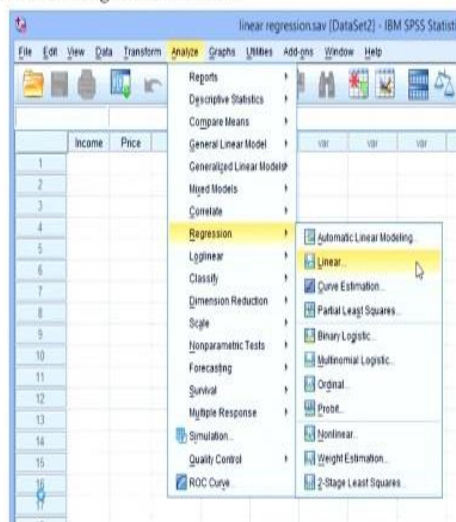 linear regression.sav [DataSet2] - IBM SPSS Statisti
File Edit View Data Transform Analyze Graphs Utilities Add-ons Window Help
Income Price var var var
1
2
3
4
5
6
7
8
9
10
11
12
13
14
15
16
17
Reports
Descriptive Statistics
Compare Means
General Linear Model
Generalized Linear Models
Mixed Models
Correlate
Regression
Loglinear
Classify
Dimension Reduction
Scale
Nonparametric Tests
Forecasting
Survival
Multiple Response
Simulation...
Quality Control
ROC Curve...
Automatic Linear Modeling...
Linear...
Curve Estimation...
Partial Least Squares...
Binary Logistic...
Multinomial Logistic...
Ordinal...
Probit...
Nonlinear...
Weight Estimation...
2-Stage Least Squares...